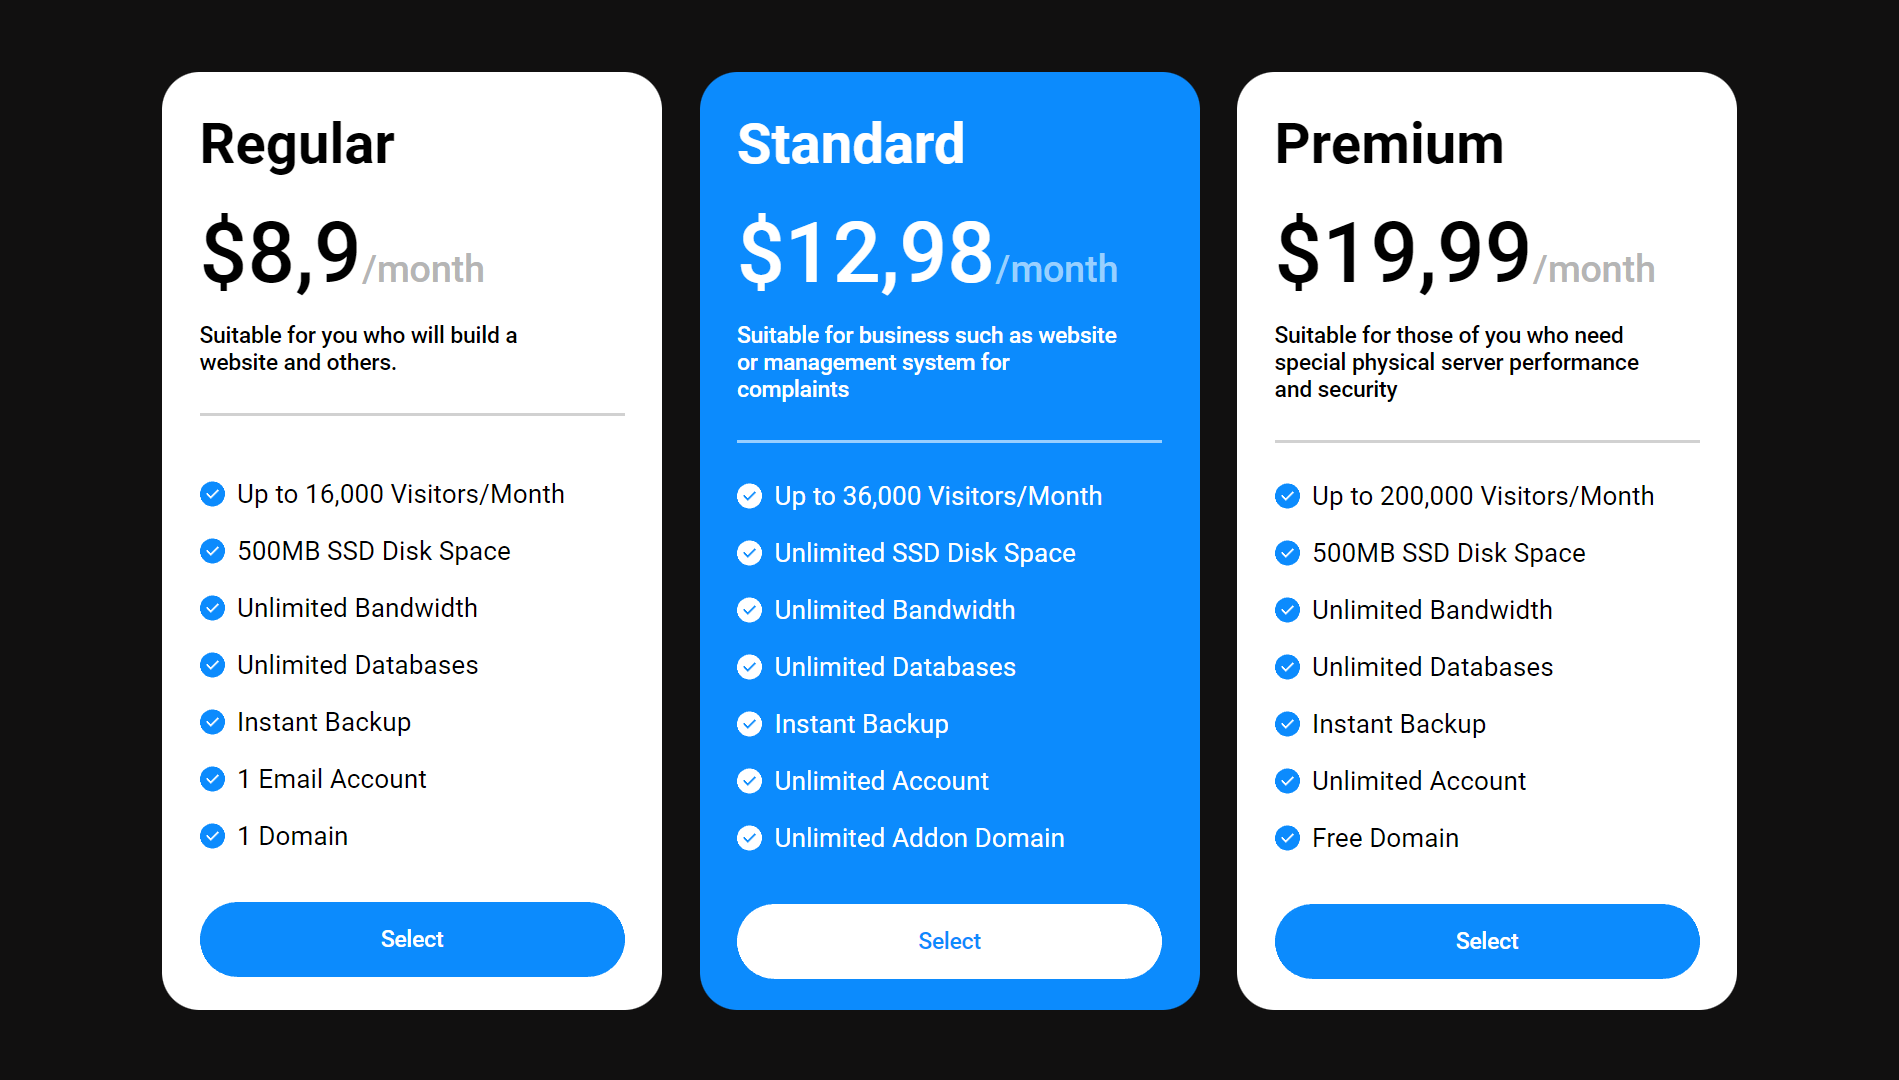 Regular
$8,9/month
Suitable for you who will build a
website and others.
Up to 16,000 Visitors/Month
500MB SSD Disk Space
Unlimited Bandwidth
Unlimited Databases
Instant Backup
1 Email Account
1 Domain
Select
Standard
$12,98/month
Suitable for business such as website
or management system for
complaints
Up to 36,000 Visitors/Month
Unlimited SSD Disk Space
Unlimited Bandwidth
Unlimited Databases
Instant Backup
Unlimited Account
Unlimited Addon Domain
Select
Premium
$19,99/month
Suitable for those of you who need
special physical server performance
and security
Up to 200,000 Visitors/Month
500MB SSD Disk Space
Unlimited Bandwidth
Unlimited Databases
Instant Backup
Unlimited Account
Free Domain
Select